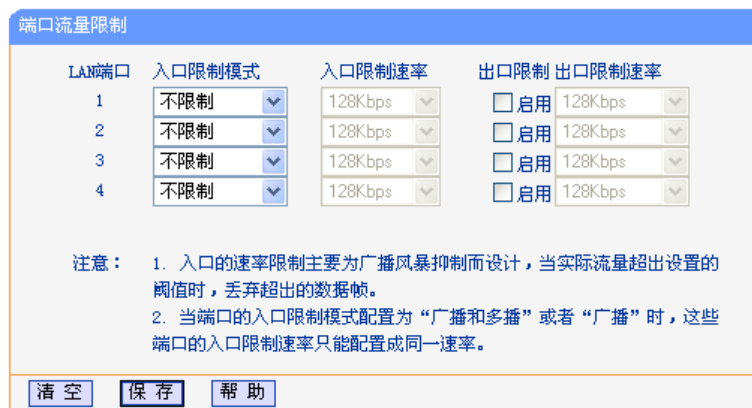 端口流量限制
LAN端口 入口限制模式 入口限制速率 出口限制 出口限制速率
1 不限制 128Kbps 启用 128Kbps
2 不限制 128Kbps 启用 128Kbps
3 不限制 128Kbps 启用 128Kbps
4 不限制 128Kbps 启用 128Kbps
注意： 1. 入口的速率限制主要为广播风暴抑制而设计，当实际流量超出设置的
阈值时，丢弃超出的数据帧。
2. 当端口的入口限制模式配置为“广播和多播”或者“广播”时，这些
端口的入口限制速率只能配置成同一速率。
清 空 保 存 帮 助